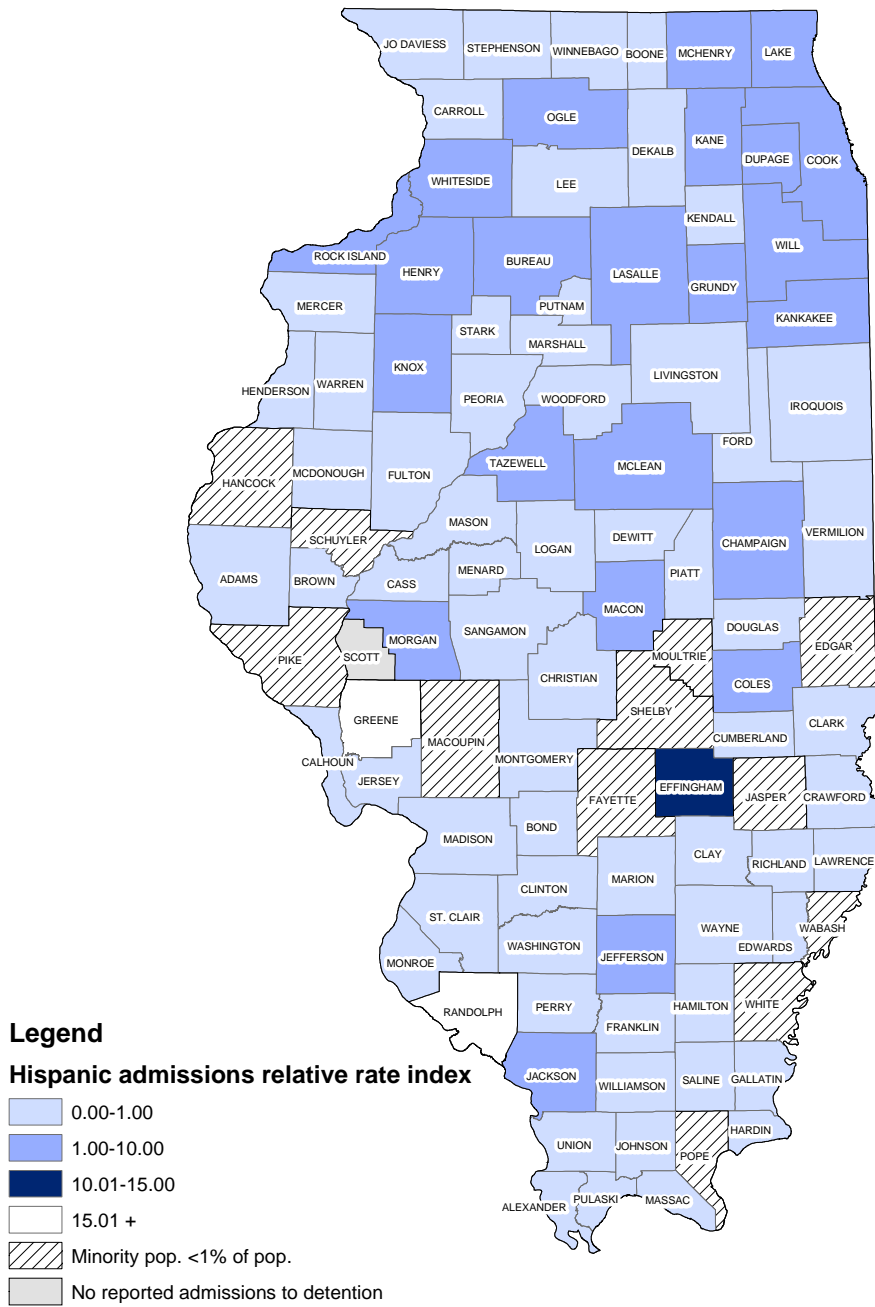 JO DAVIESS
STEPHENSON
WINNEBAGO
BOONE
MCHENRY
LAKE
CARROLL
OGLE
DEKALB
KANE
DUPAGE
COOK
WHITESIDE
LEE
KENDALL
WILL
ROCK ISLAND
HENRY
BUREAU
LASALLE
GRUNDY
MERCER
PUTNAM
KANKAKEE
STARK
MARSHALL
KNOX
LIVINGSTON
HENDERSON
WARREN
PEORIA
WOODFORD
IROQUOIS
FORD
TAZEWELL
MCLEAN
HANCOCK
MCDONOUGH
FULTON
MASON
SCHUYLER
LOGAN
DEWITT
CHAMPAIGN
VERMILION
ADAMS
BROWN
CASS
MENARD
PIATT
MACON
DOUGLAS
MORGAN
SANGAMON
EDGAR
PIKE
SCOTT
MOULTRIE
CHRISTIAN
COLES
SHELBY
GREENE
MACOUPIN
CUMBERLAND
CLARK
CALHOUN
JERSEY
MONTGOMERY
EFFINGHAM
FAYETTE
JASPER
CRAWFORD
MADISON
BOND
CLAY
RICHLAND
LAWRENCE
MARION
CLINTON
ST. CLAIR
WAYNE
WABASH
WASHINGTON
EDWARDS
JEFFERSON
MONROE
RANDOLPH
PERRY
HAMILTON
WHITE
FRANKLIN
JACKSON
WILLIAMSON
SALINE
GALLATIN
UNION
JOHNSON
HARDIN
POPE
ALEXANDER
PULASKI
MASSAC
Legend
Hispanic admissions relative rate index
0.00-1.00
1.00-10.00
10.01-15.00
15.01 +
Minority pop. <1% of pop.
No reported admissions to detention